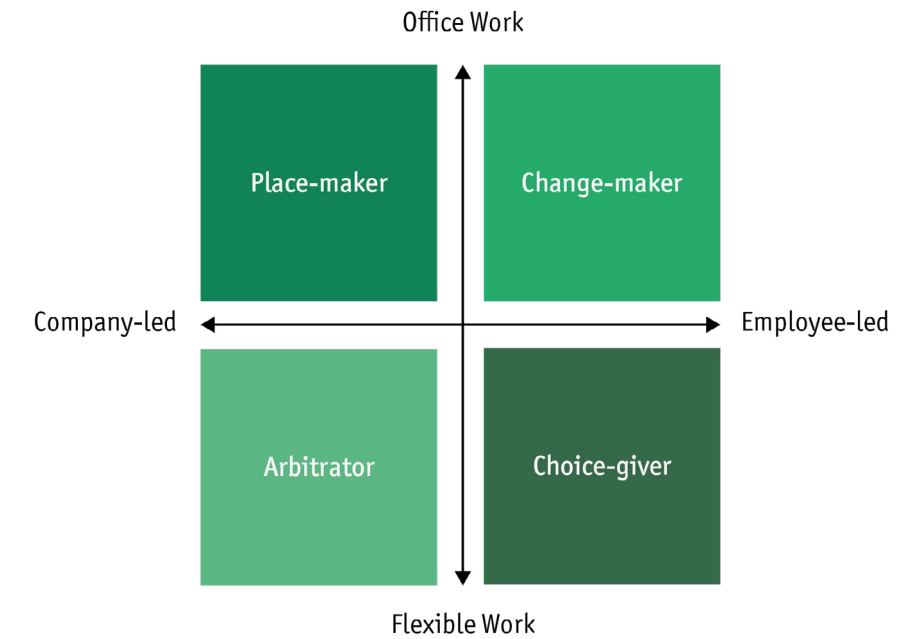 Office Work
Place-maker
Change-maker
Company-led
Employee-led
Arbitrator
Choice-giver
Flexible Work